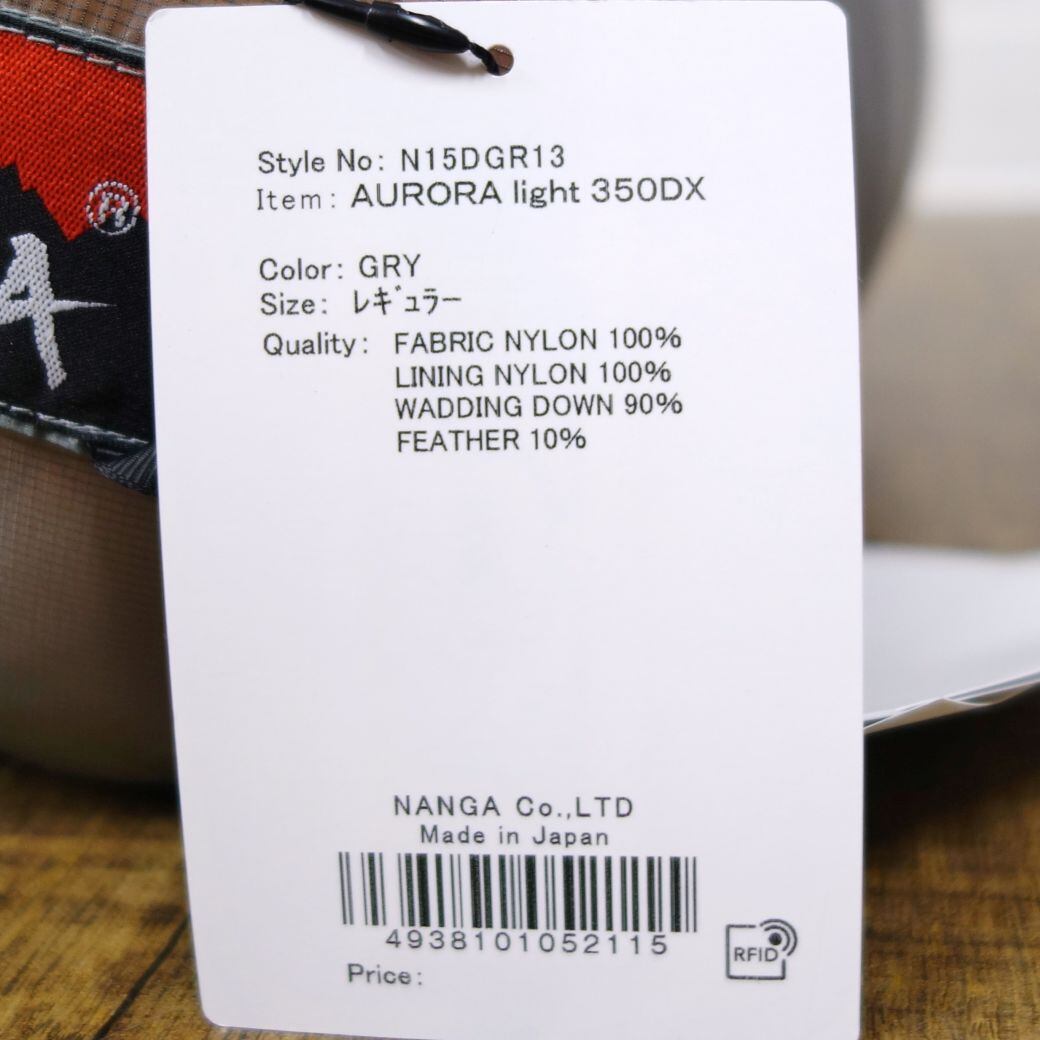 Style No: N15DGR13
Item: AURORA light 350DX
Color: GRY
Size: ﾚｷﾞｭﾗｰ
Quality: FABRIC NYLON 100%
LINING NYLON 100%
WADDING DOWN 90%
FEATHER 10%
NANGA Co.,LTD
Made in Japan
4938101052115
RFID
Price:
A
®